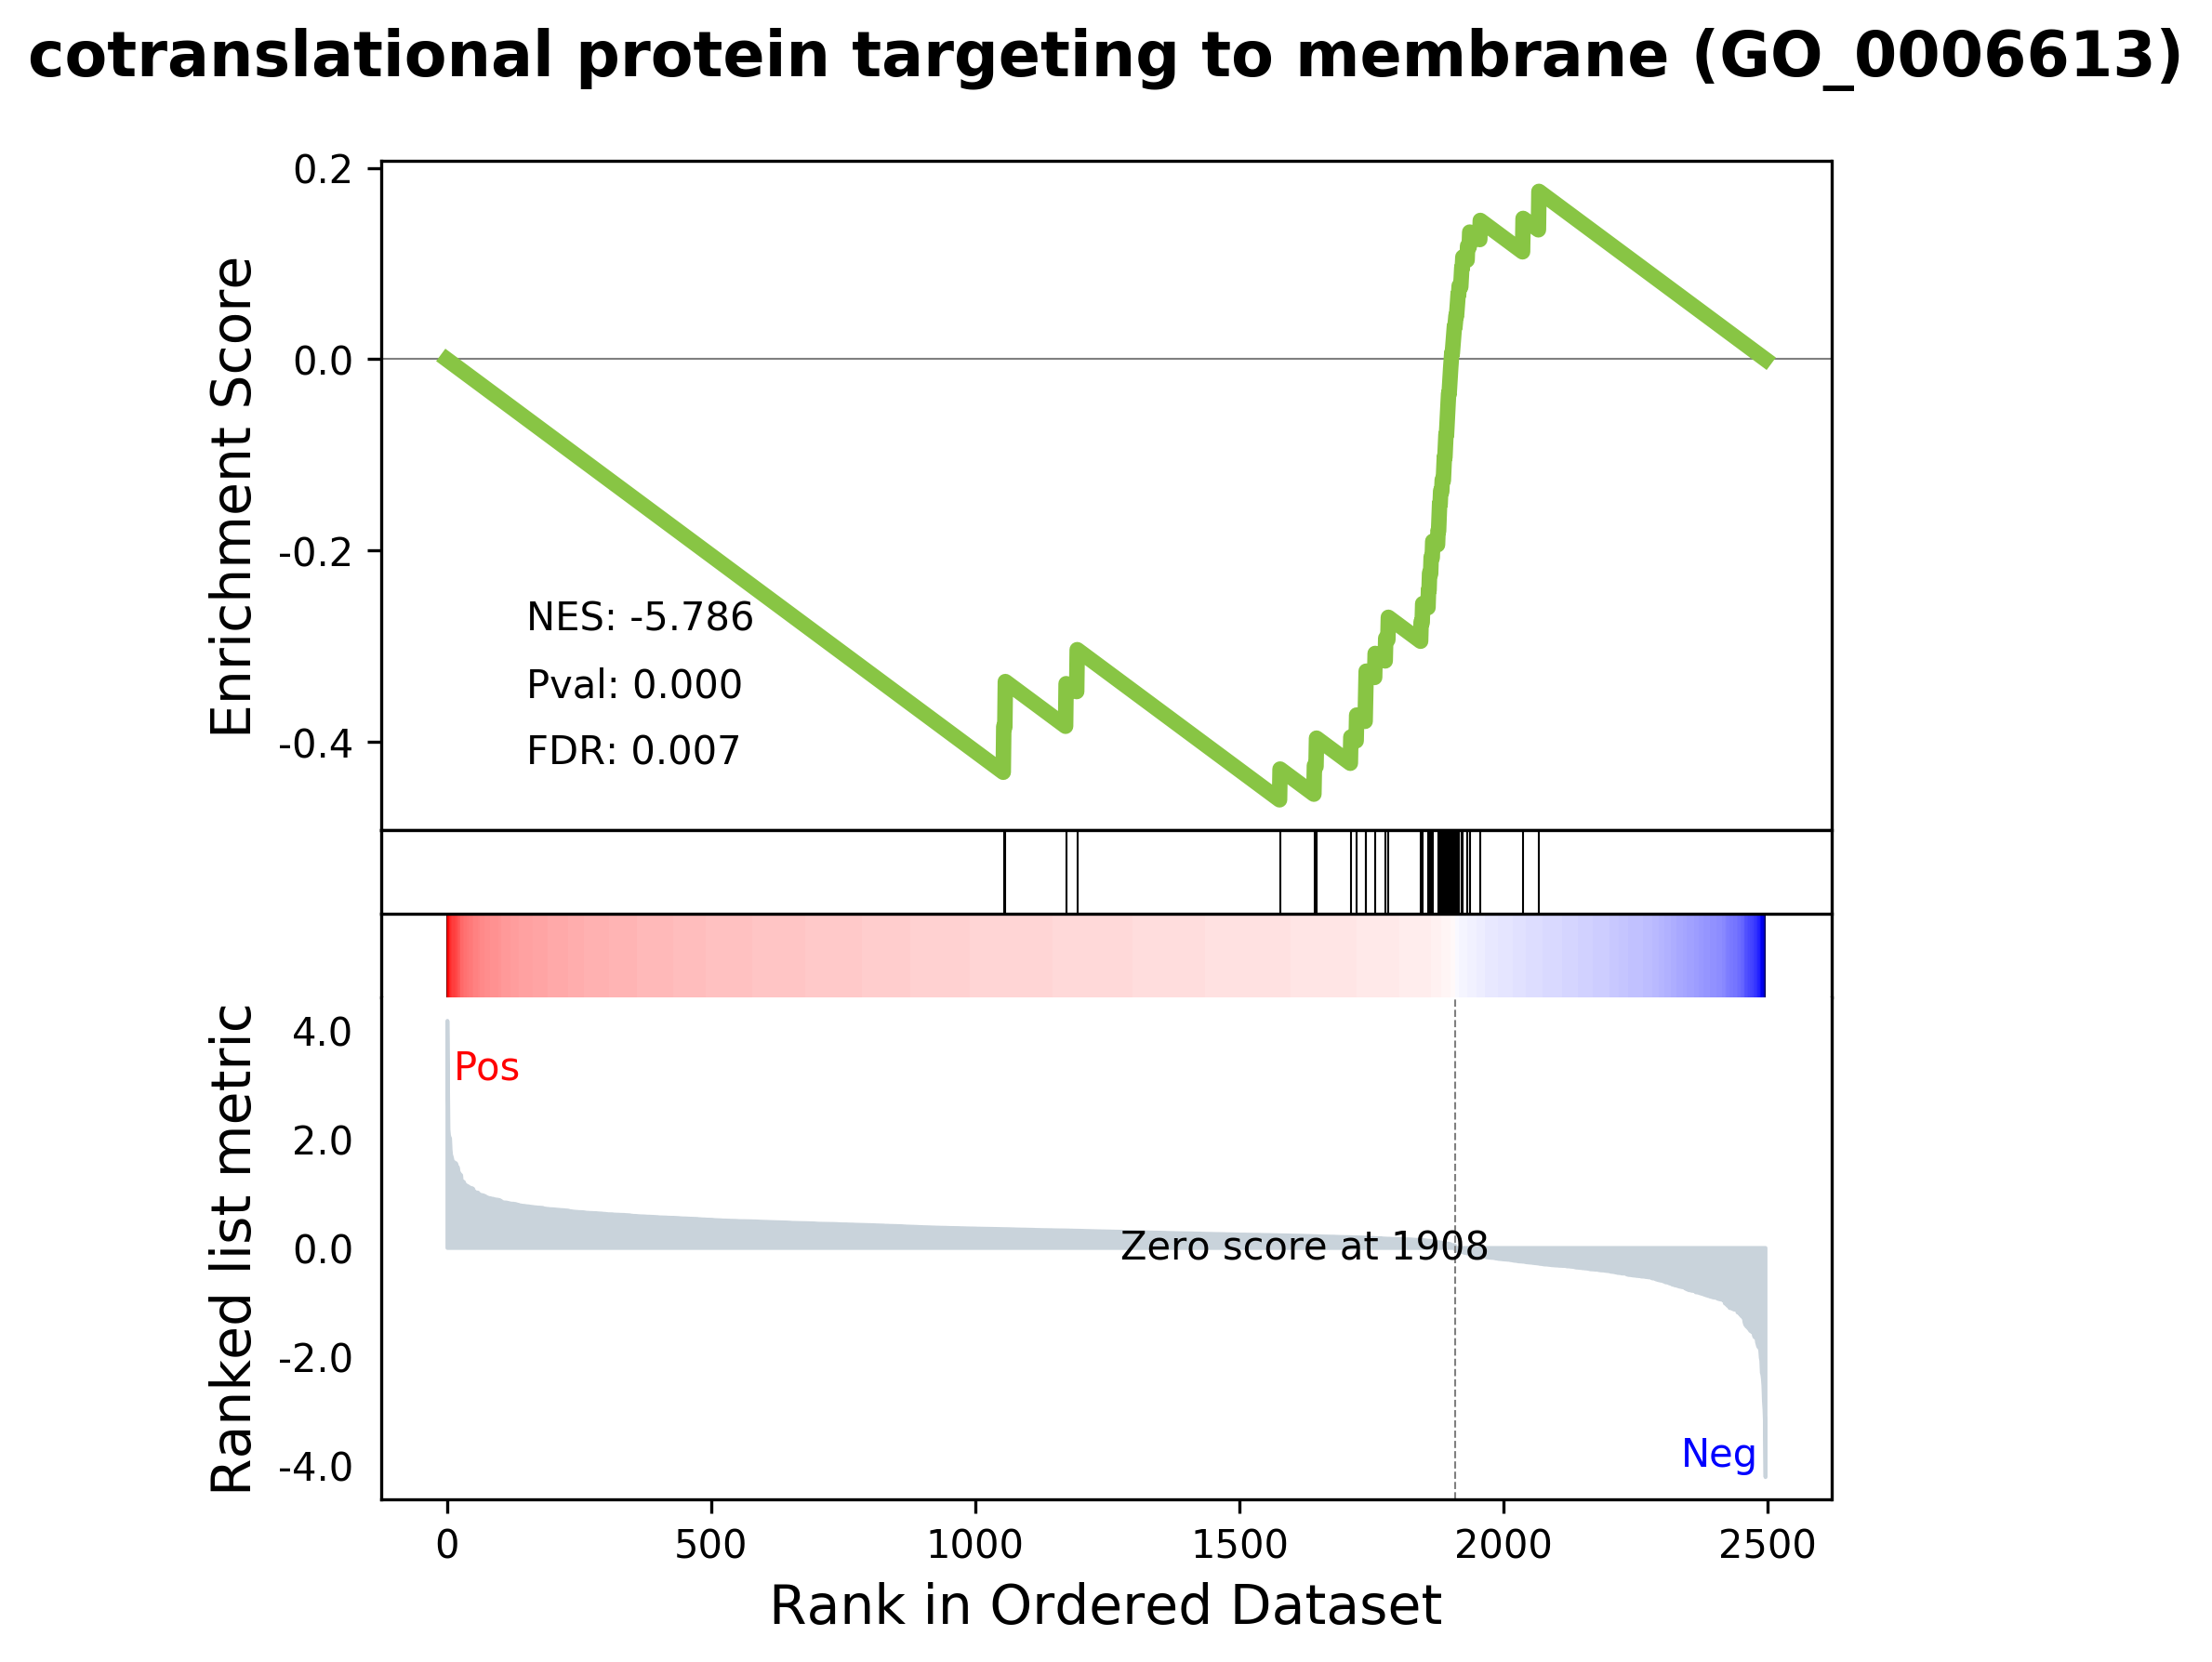 cotranslational protein targeting to membrane (GO_0006613)
Enrichment Score
0.2
0.0
-0.2
-0.4
NES: -5.786
Pval: 0.000
FDR: 0.007
Ranked list metric
4.0
2.0
0.0
-2.0
-4.0
Pos
Zero score at 1908
Neg
0 500 1000 1500 2000 2500
Rank in Ordered Dataset